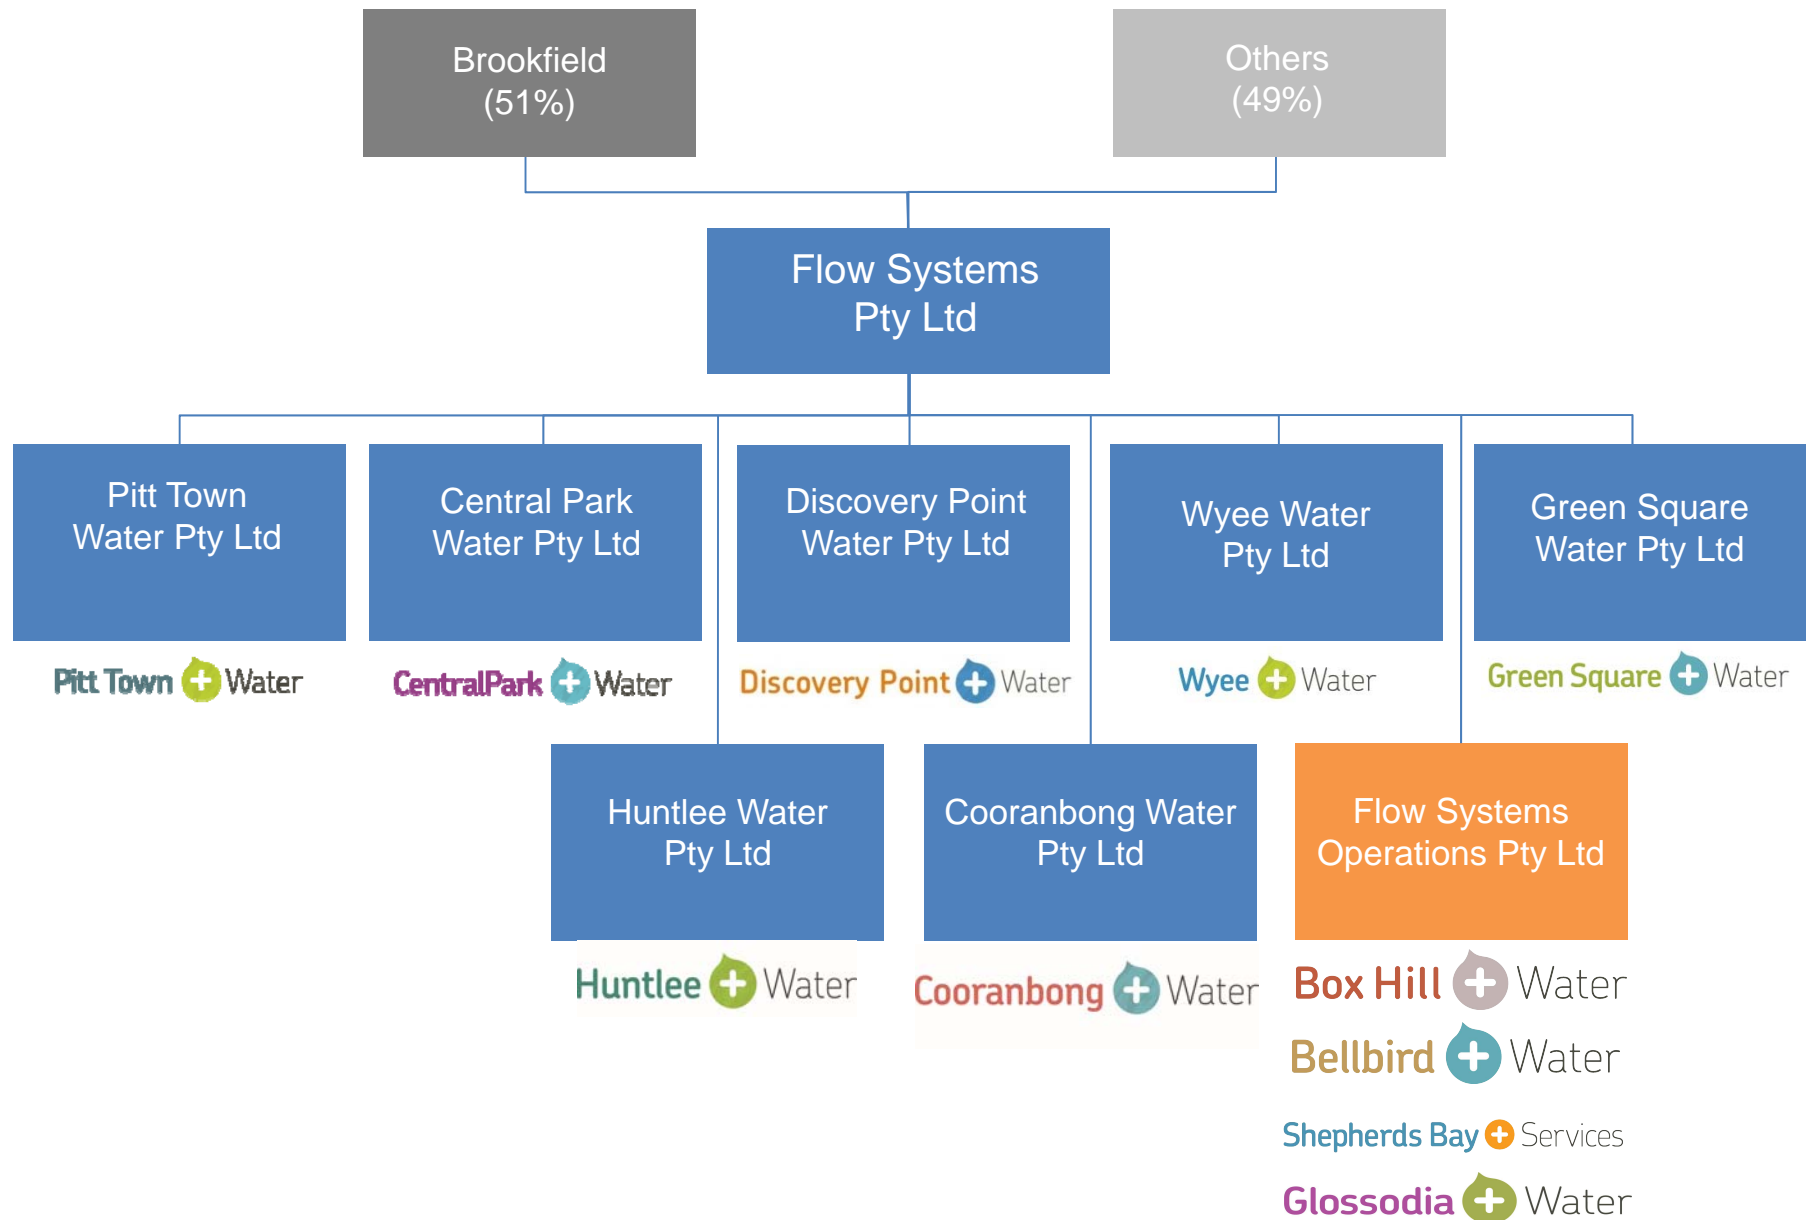 Brookfield
(51%)
Others
(49%)
Flow Systems
Pty Ltd
Pitt Town
Water Pty Ltd
Central Park
Water Pty Ltd
Discovery Point
Water Pty Ltd
Wyee Water
Pty Ltd
Green Square
Water Pty Ltd
Pitt Town + Water
CentralPark + Water
Discovery Point + Water
Wyee + Water
Green Square + Water
Huntlee Water
Pty Ltd
Cooranbong Water
Pty Ltd
Flow Systems
Operations Pty Ltd
Huntlee + Water
Cooranbong + Water
Box Hill + Water
Bellbird + Water
Shepherds Bay + Services
Glossodia + Water